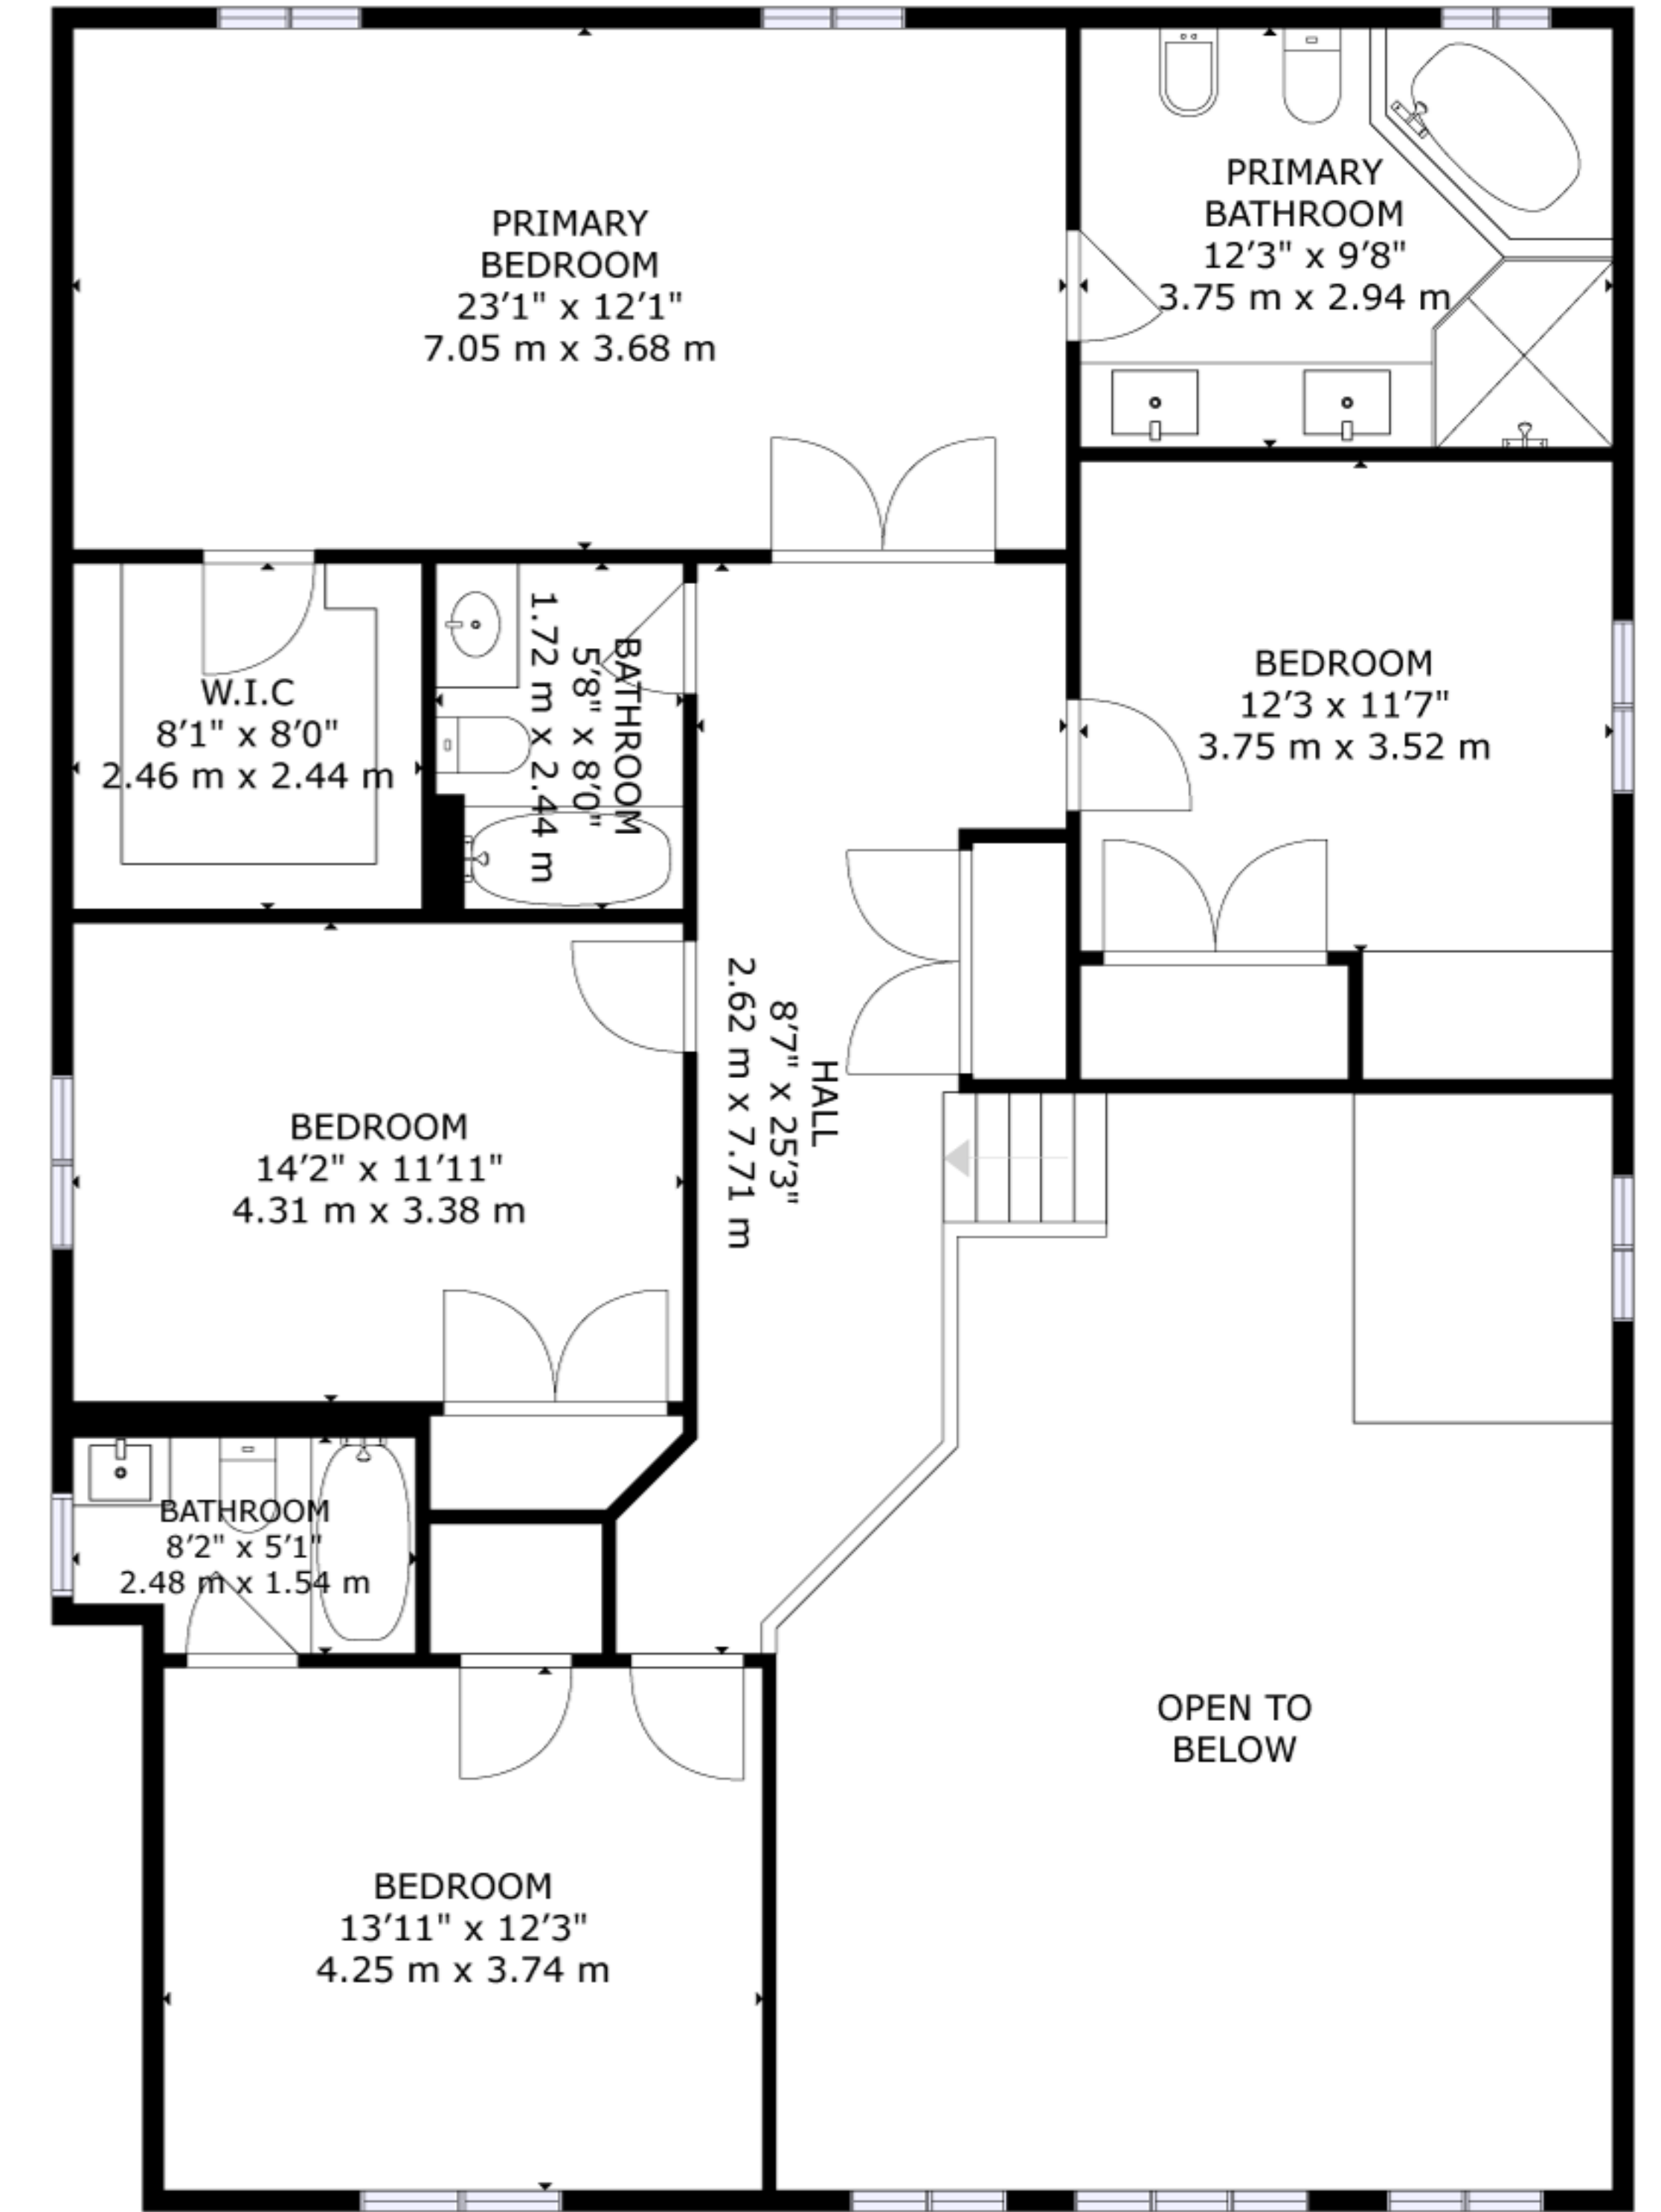 PRIMARY
BEDROOM
23'1" x 12'1"
7.05 m x 3.68 m
PRIMARY
BATHROOM
12'3" x 9'8"
3.75 m x 2.94 m
W.I.C
8'1" x 8'0"
2.46 m x 2.44 m
BATHROOM
5'8" x 8'0"
1.72 m x 2.44 m
BEDROOM
12'3 x 11'7"
3.75 m x 3.52 m
HALL
8'7" x 25'3"
2.62 m x 7.71 m
BEDROOM
14'2" x 11'11"
4.31 m x 3.38 m
BATHROOM
8'2" x 5'1"
2.48 m x 1.54 m
OPEN TO
BELOW
BEDROOM
13'11" x 12'3"
4.25 m x 3.74 m